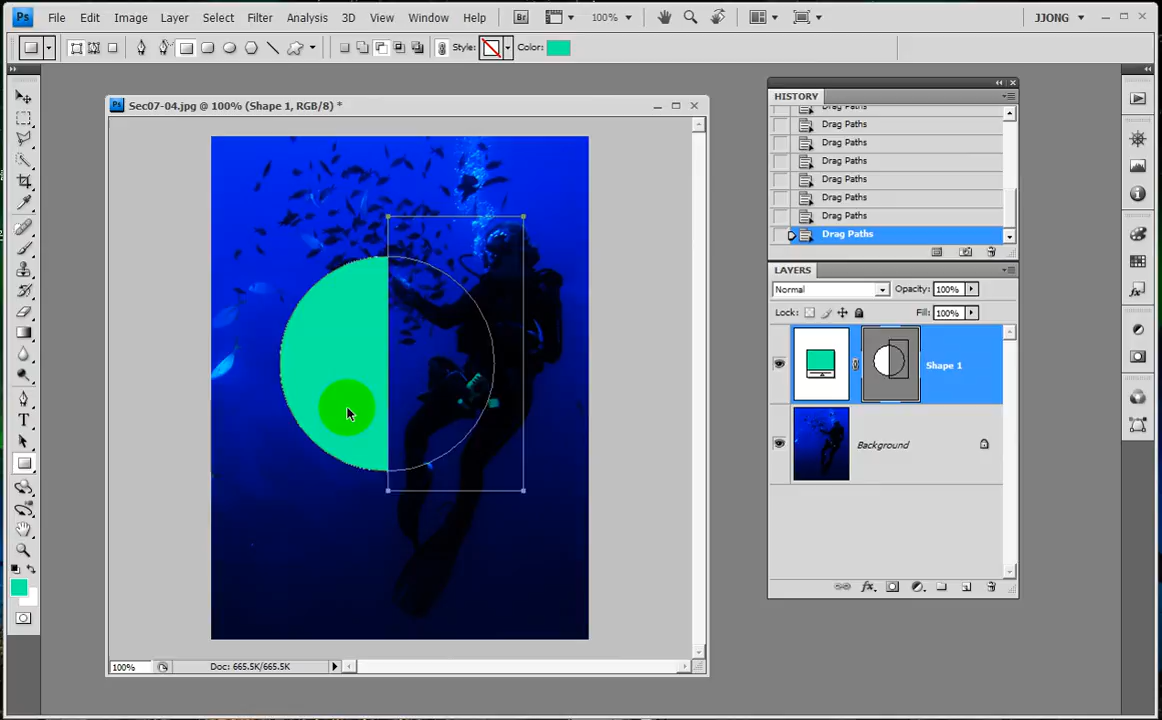 Ps File Edit Image Layer Select Filter Analysis 3D View Window Help Br 100% JJONG
Style: Color:
Ps Sec07-04.jpg @ 100% (Shape 1, RGB/8) *
HISTORY
Drag Paths
Drag Paths
Drag Paths
Drag Paths
Drag Paths
Drag Paths
Drag Paths
Drag Paths
LAYERS
Normal Opacity: 100%
Lock: Fill: 100%
Shape 1
Background
100% Doc: 665.5K/665.5K